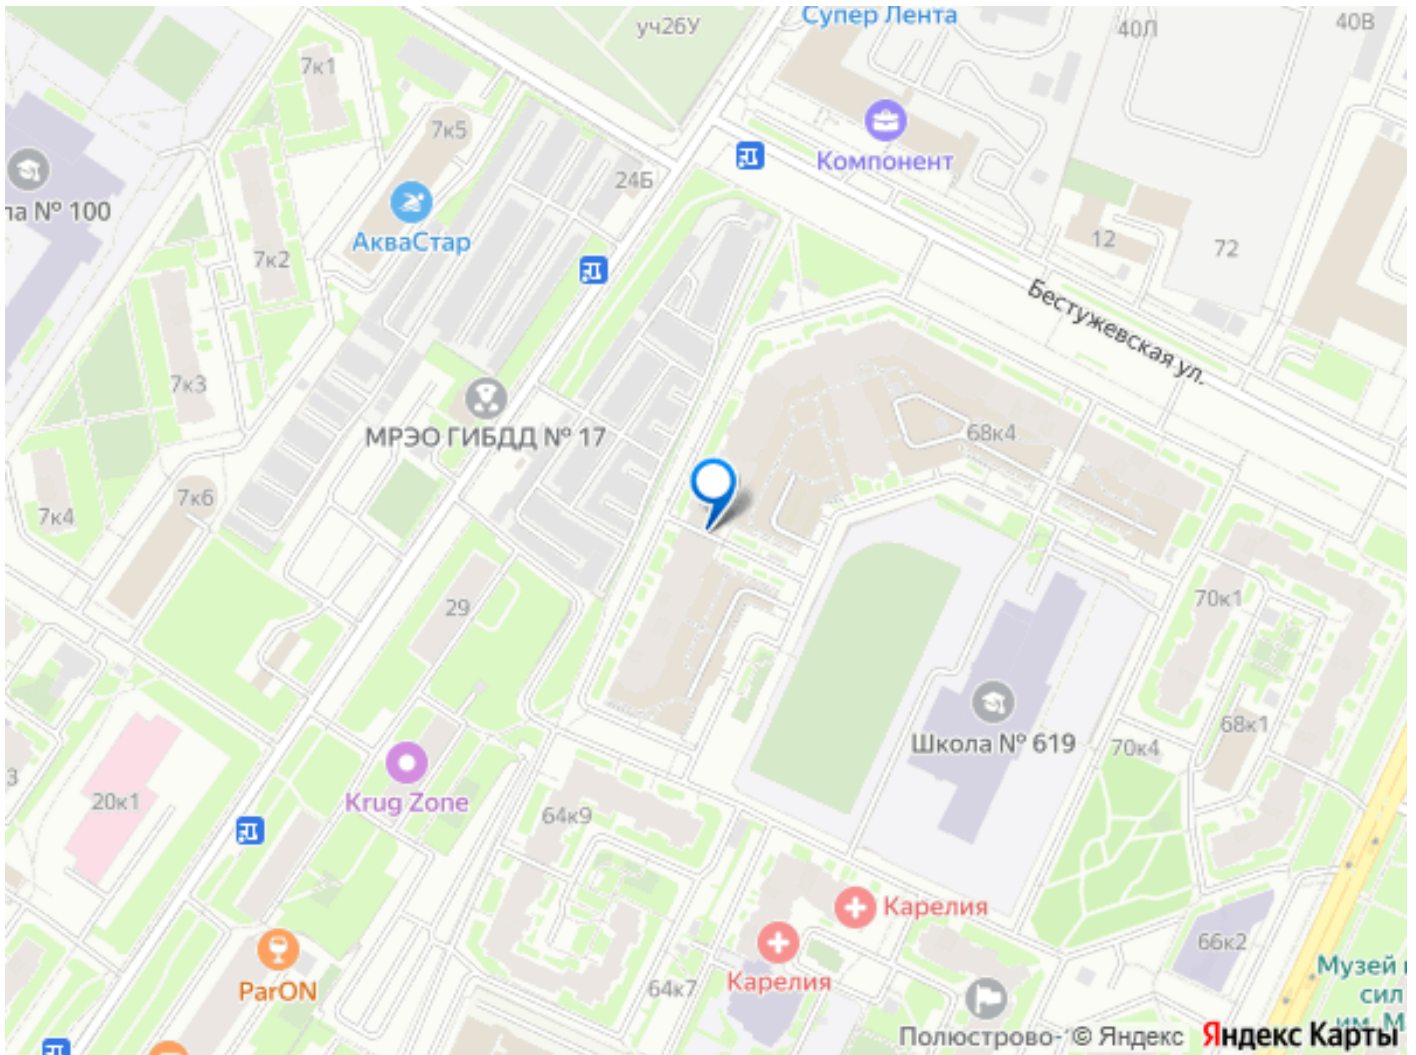 Супер Лента
уч26У
40Л
40В
7к1
7к5
Компонент
24Б
ла № 100
АкваСтар
12
72
7к2
Бестужевская ул.
7к3
МРЭО ГИБДД № 17
68к4
7к6
7к4
29
70к1
68к1
Школа № 619
70к4
3
20к1
Krug Zone
64к9
Карелия
66к2
Карелия
Музей
сил
им. М
ParON
64к7
Полюстрово-
© Яндекс
Яндекс Карты